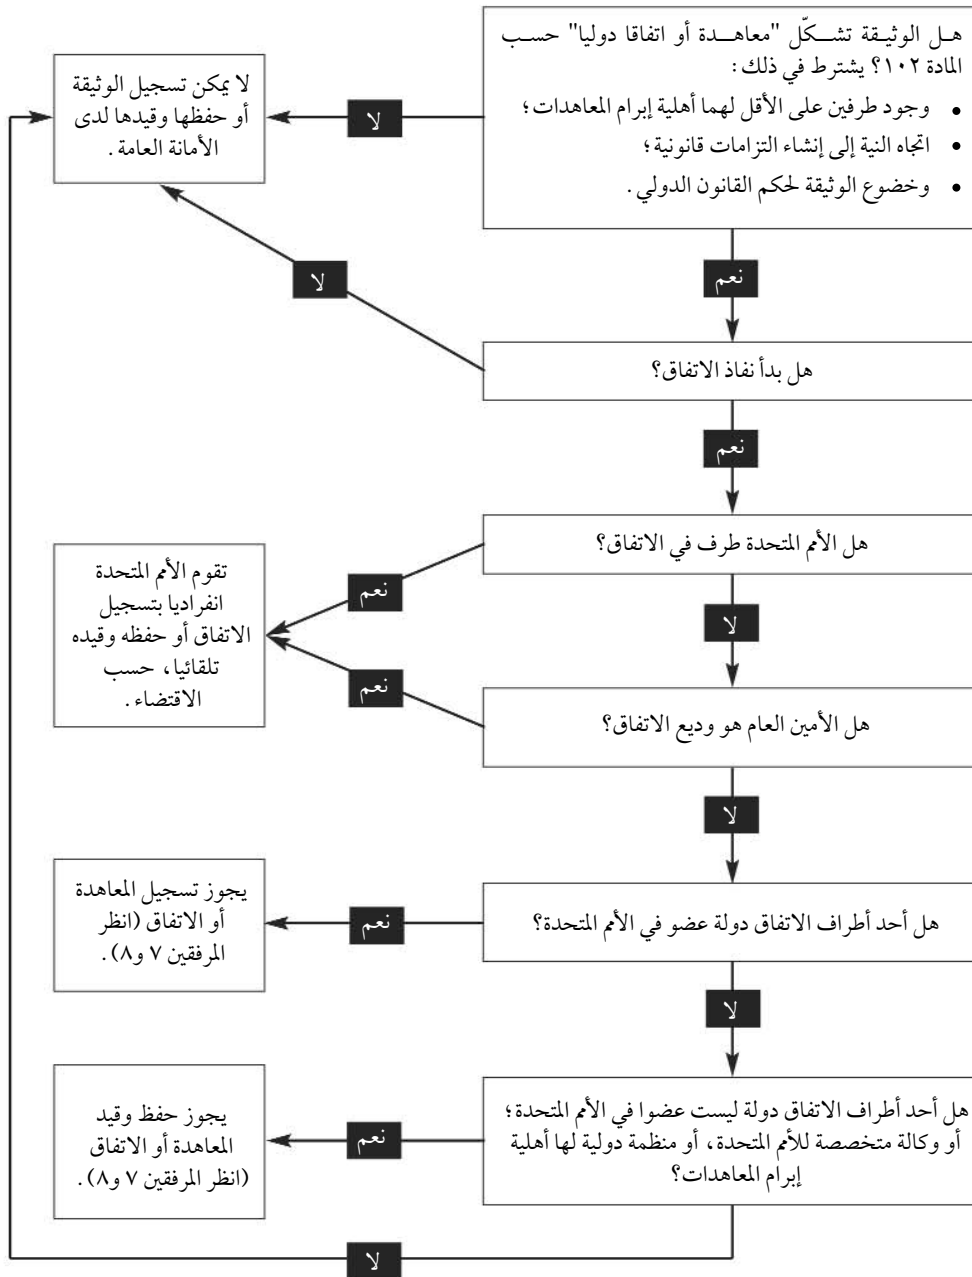 هل الوثيقة تشكّل "معاهدة أو اتفاقا دوليا" حسب
المادة ١٠٢؟ يشترط في ذلك:
• وجود طرفين على الأقل لهما أهلية إبرام المعاهدات؛
• اتجاه النية إلى إنشاء التزامات قانونية؛
• وخضوع الوثيقة لحكم القانون الدولي.
لا
لا يمكن تسجيل الوثيقة
أو حفظها وقيدها لدى
الأمانة العامة.
نعم
لا
هل بدأ نفاذ الاتفاق؟
نعم
هل الأمم المتحدة طرف في الاتفاق؟
نعم
تقوم الأمم المتحدة
انفراديا بتسجيل
الاتفاق أو حفظه وقيده
تلقائيا، حسب
الاقتضاء.
لا
نعم
هل الأمين العام هو وديع الاتفاق؟
لا
هل أحد أطراف الاتفاق دولة عضو في الأمم المتحدة؟
نعم
يجوز تسجيل المعاهدة
أو الاتفاق (انظر
المرفقين ٧ و٨).
لا
هل أحد أطراف الاتفاق دولة ليست عضوا في الأمم المتحدة؛
أو وكالة متخصصة للأمم المتحدة، أو منظمة دولية لها أهلية
إبرام المعاهدات؟
نعم
يجوز حفظ وقيد
المعاهدة أو الاتفاق
(انظر المرفقين ٧ و٨).
لا